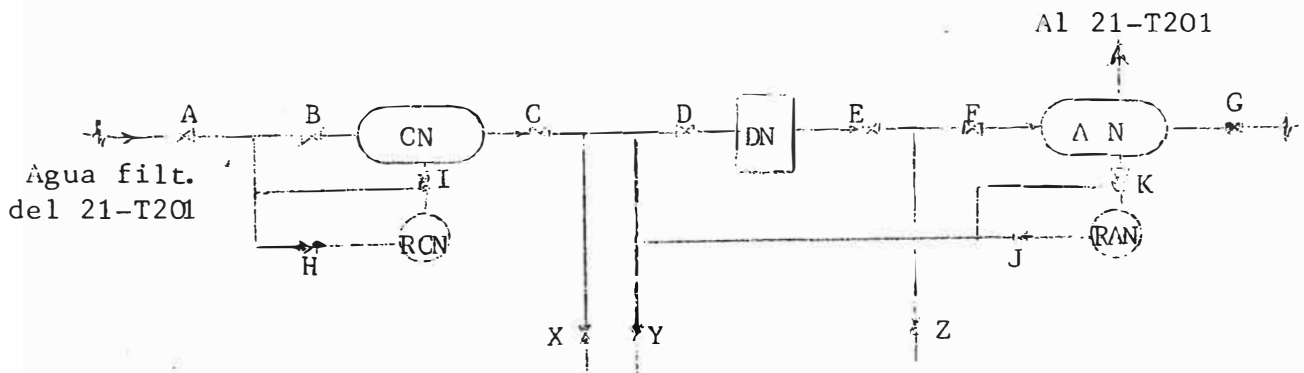 Al 21-T201
A
B
C
D
E
F
G
CN
DN
A N
Agua filt.
del 21-T201
I
K
RCN
RAN
H
J
X
Y
Z